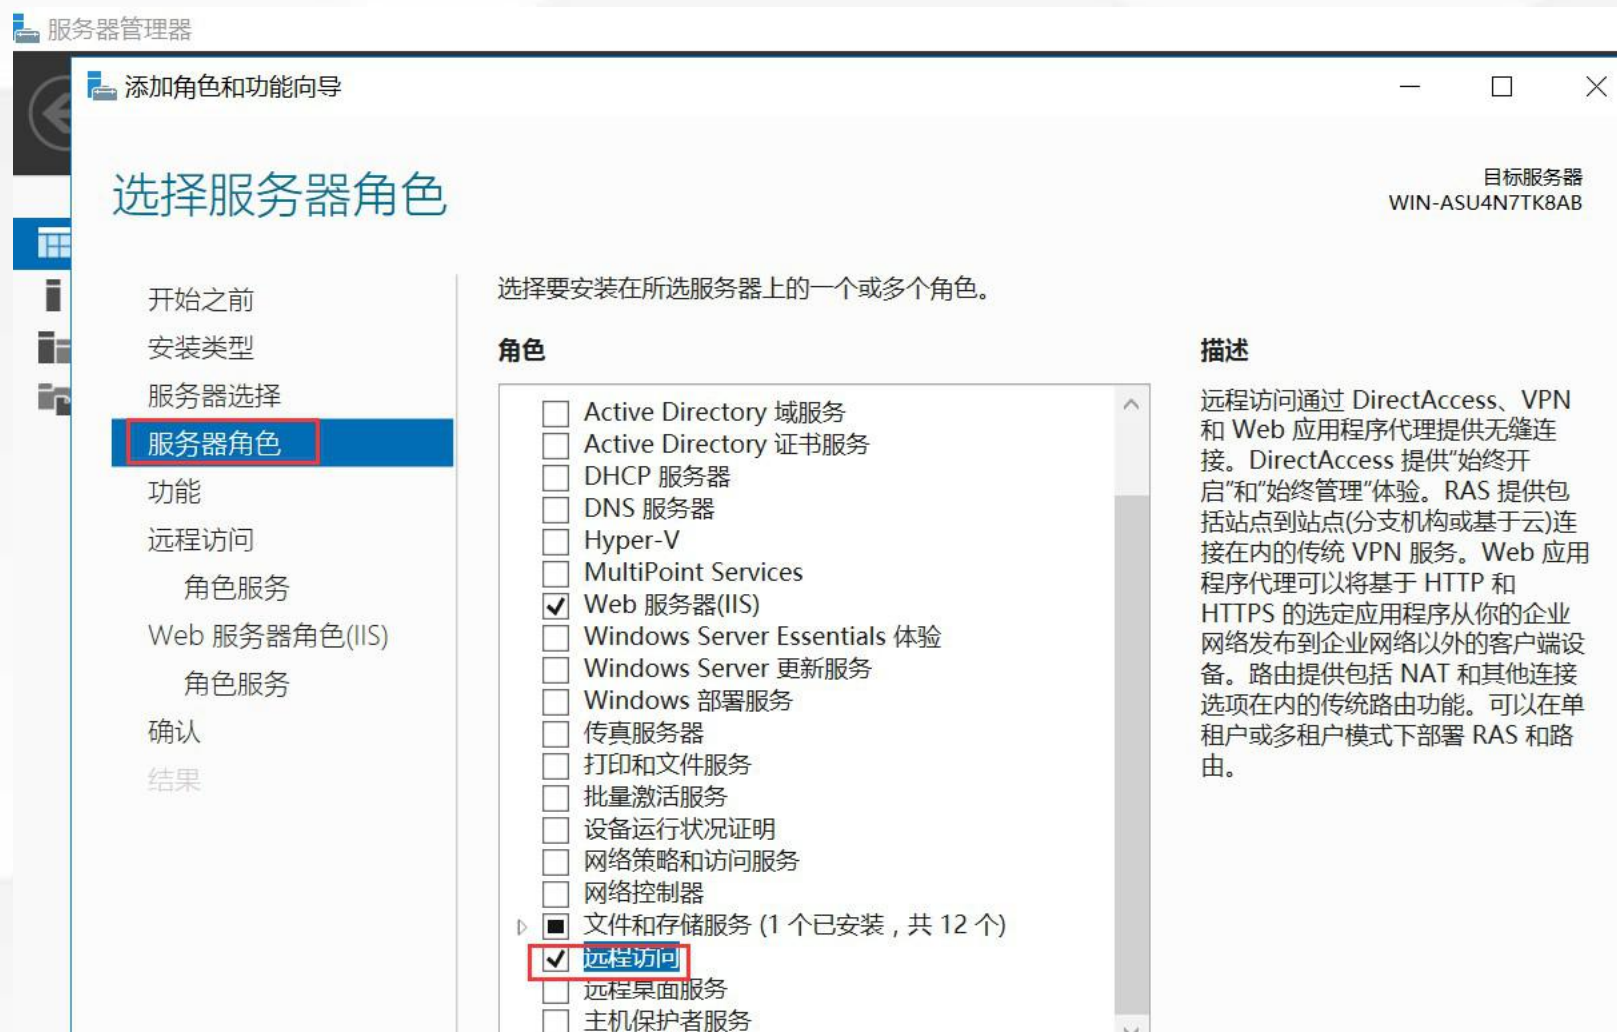 服务器管理器
添加角色和功能向导
选择服务器角色
目标服务器
WIN-ASU4N7TK8AB
开始之前
安装类型
服务器选择
服务器角色
功能
远程访问
角色服务
Web 服务器角色(IIS)
角色服务
确认
结果
选择要安装在所选服务器上的一个或多个角色。
角色
Active Directory 域服务
Active Directory 证书服务
DHCP 服务器
DNS 服务器
Hyper-V
MultiPoint Services
Web 服务器(IIS)
Windows Server Essentials 体验
Windows Server 更新服务
Windows 部署服务
传真服务器
打印和文件服务
批量激活服务
设备运行状况证明
网络策略和访问服务
网络控制器
文件和存储服务 (1 个已安装，共 12 个)
远程访问
远程桌面服务
主机保护者服务
描述
远程访问通过 DirectAccess、VPN
和 Web 应用程序代理提供无缝连
接。DirectAccess 提供"始终开
启"和"始终管理"体验。RAS 提供包
括站点到站点(分支机构或基于云)连
接在内的传统 VPN 服务。Web 应用
程序代理可以将基于 HTTP 和
HTTPS 的选定应用程序从你的企业
网络发布到企业网络以外的客户端设
备。路由提供包括 NAT 和其他连接
选项在内的传统路由功能。可以在单
租户或多租户模式下部署 RAS 和路
由。